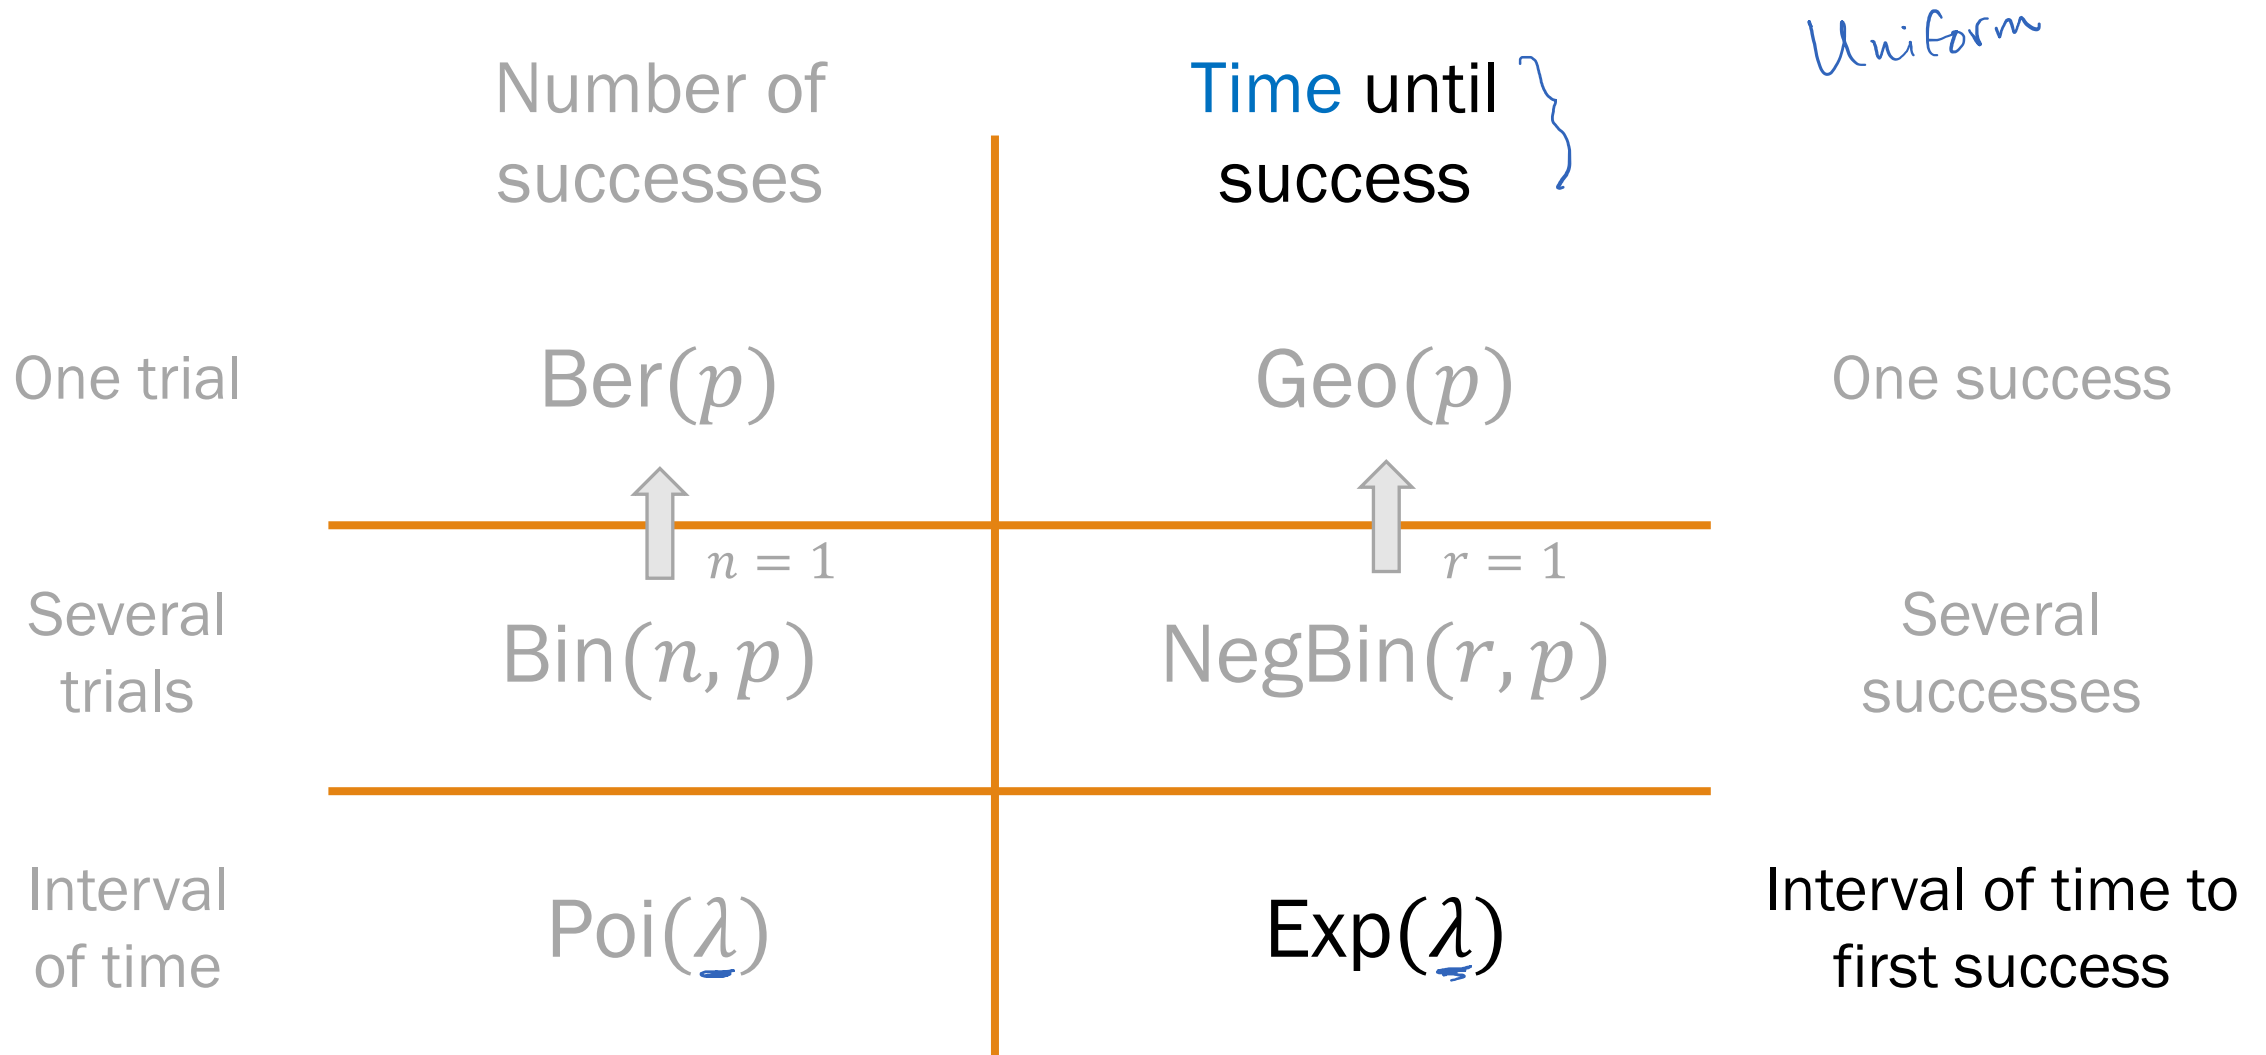 Uniform
Number of
successes
Time until
success
One trial
Ber(p)
Geo(p)
One success
n = 1
r = 1
Several
trials
Bin(n, p)
NegBin(r, p)
Several
successes
Interval
of time
Poi(λ)
Exp(λ)
Interval of time to
first success